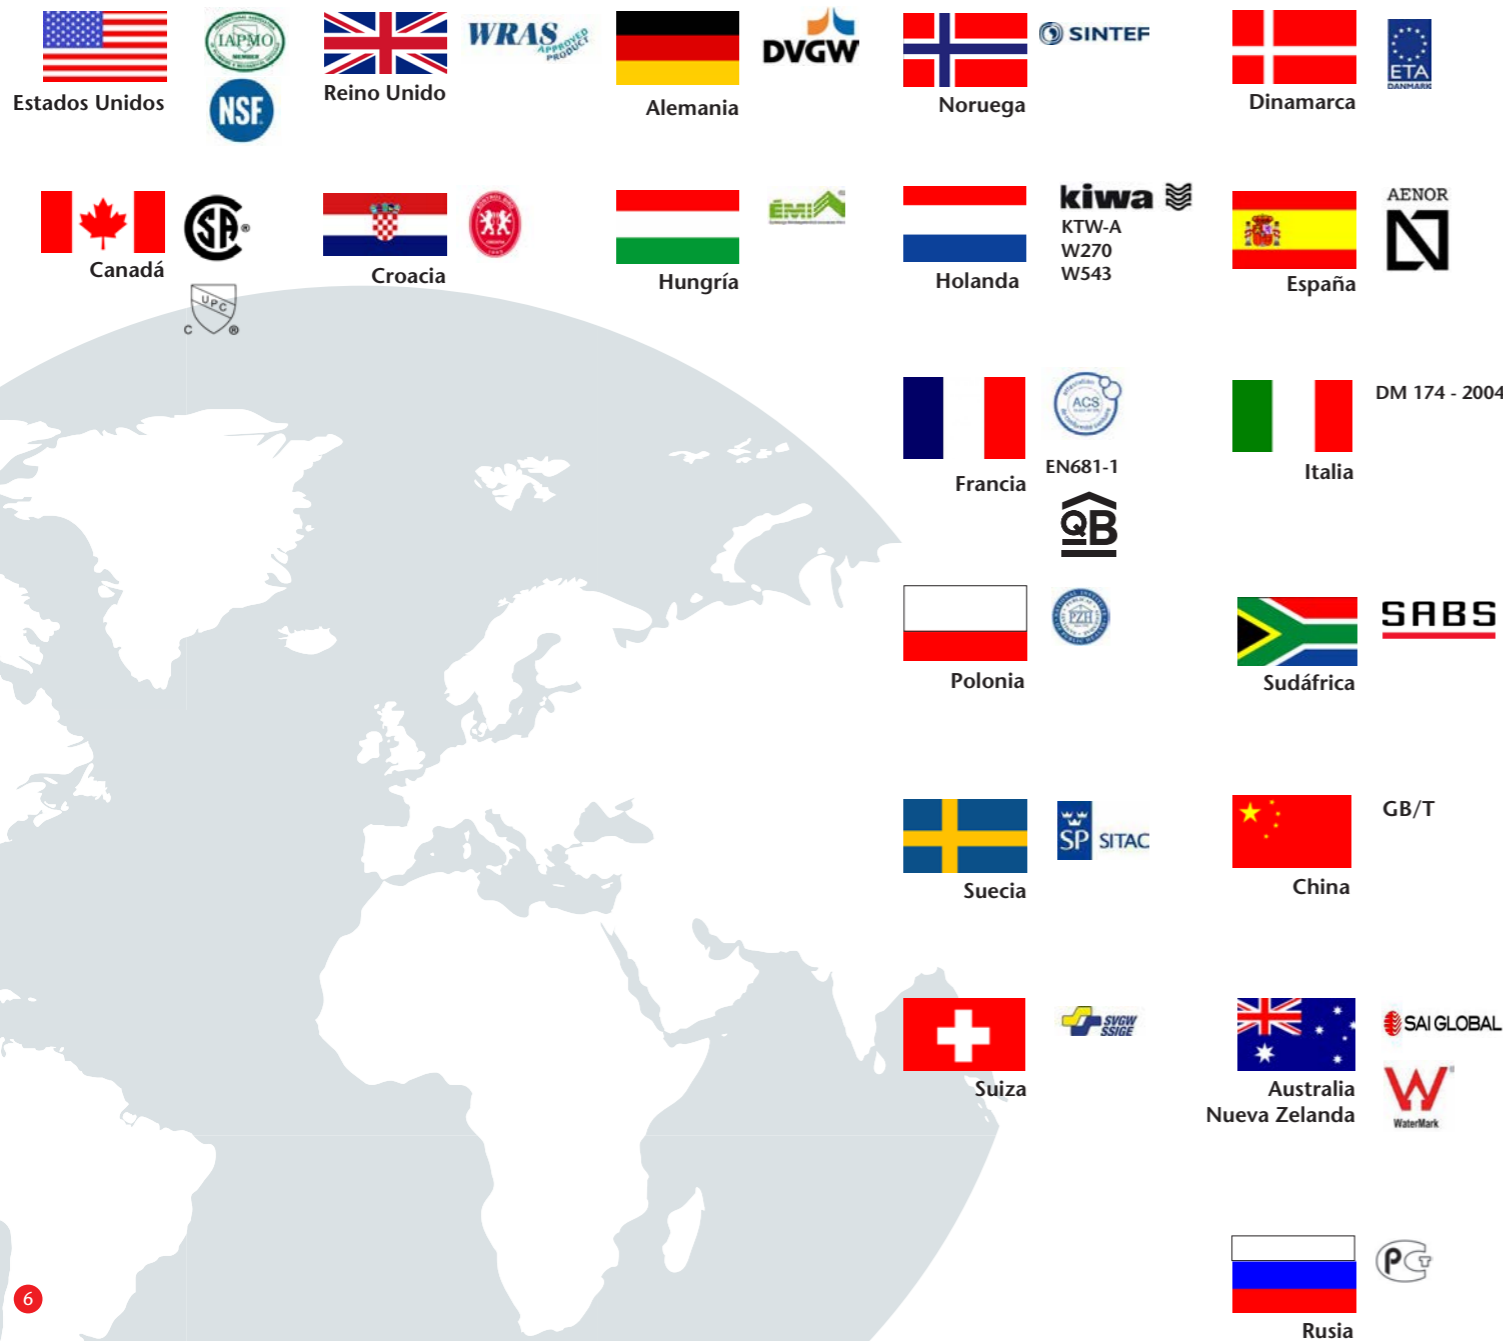 IAPMO
MEMBER
NSF
Estados Unidos
WRAS
APPROVED
PRODUCT
Reino Unido
DVGW
Alemania
SINTEF
Noruega
ETA
DANMARK
Dinamarca
CSA®
Canadá
UPC
C ®
Croacia
ÉMI
Hungría
kiwa
KTW-A
W270
W543
Holanda
AENOR
N
España
ACS
EN681-1
QB
Francia
DM 174 - 2004
Italia
PZH
Polonia
SABS
Sudáfrica
SP SITAC
Suecia
GB/T
China
SVGW
SSIGE
Suiza
SAI GLOBAL
WaterMark
Australia
Nueva Zelanda
PCT
Rusia
6